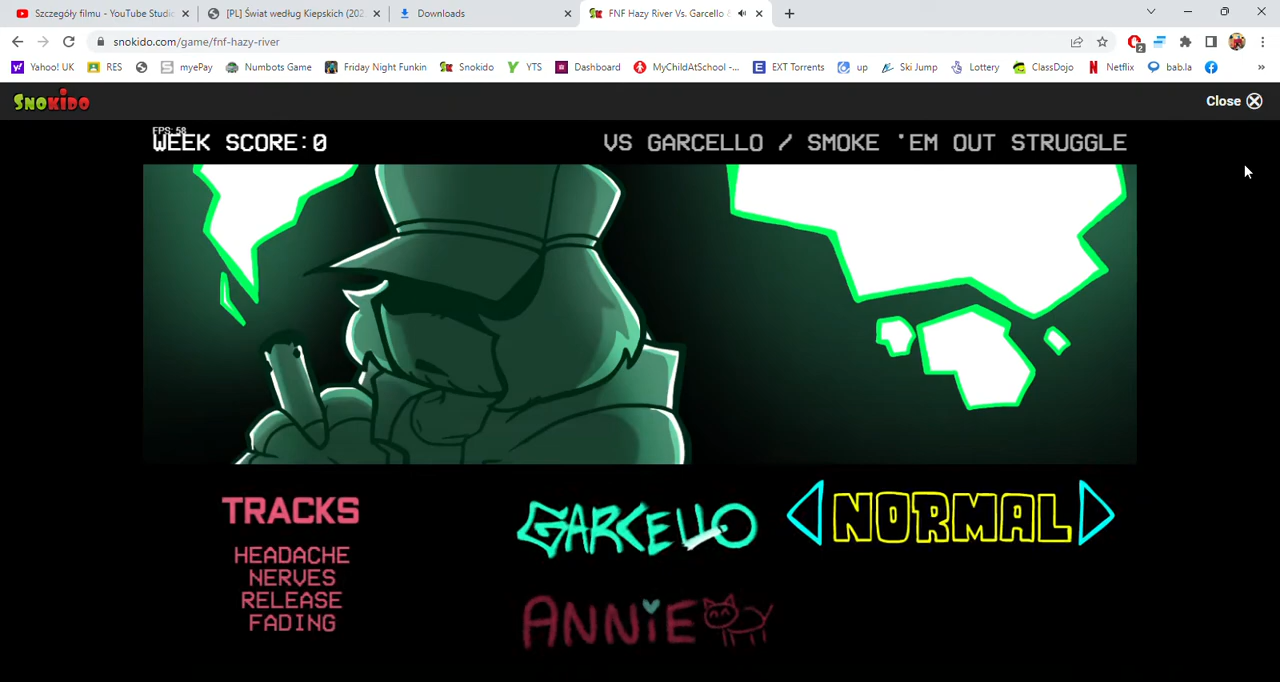 Szczegóły filmu - YouTube Studio
[PL] Świat według Kiepskich (202
Downloads
FNF Hazy River Vs. Garcello &
snokido.com/game/fnf-hazy-river
2
Yahoo! UK RES myePay Numbots Game Friday Night Funkin Snokido YTS Dashboard MyChildAtSchool -... EXT Torrents up Ski Jump Lottery ClassDojo Netflix bab.la »
SNOKIDO
Close
FPS: 58
WEEK SCORE:0
VS GARCELLO / SMOKE 'EM OUT STRUGGLE
TRACKS
HEADACHE
NERVES
RELEASE
FADING
GARCELLO
NORMAL
ANNIE